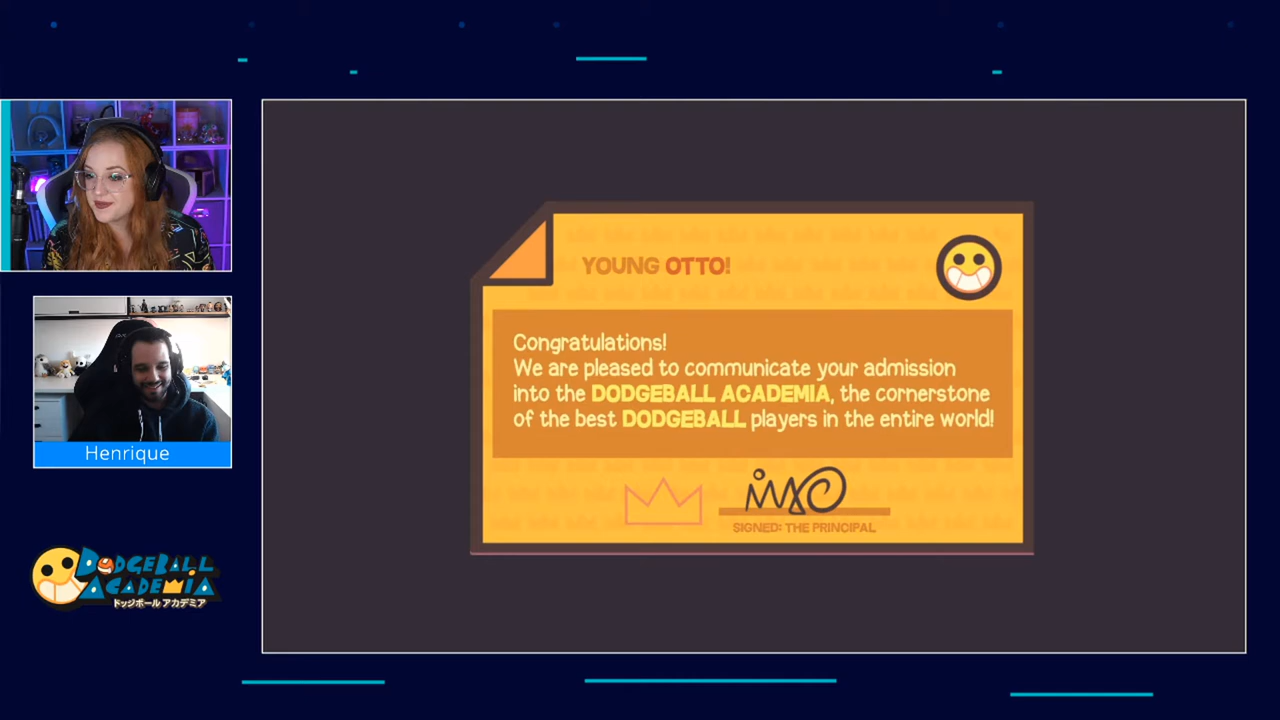 YOUNG OTTO!
Congratulations!
We are pleased to communicate your admission
into the DODGEBALL ACADEMIA, the cornerstone
of the best DODGEBALL players in the entire world!
SIGNED: THE PRINCIPAL
Henrique
DODGEBALL
ACADEMIA
ドッジボール アカデミア